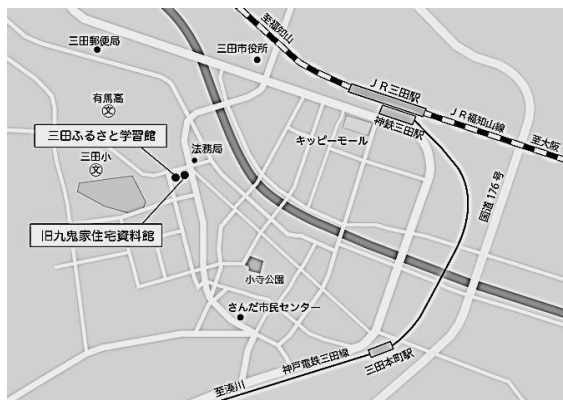 至福知山
三田郵便局
三田市役所
JR三田駅
有馬高
文
神鉄三田駅
JR福知山線
至大阪
三田ふるさと学習館
法務局
キッピーモール
三田小
文
国道176号
旧九鬼家住宅資料館
小寺公園
さんだ市民センター
神戸電鉄三田線
三田本町駅
至湊川